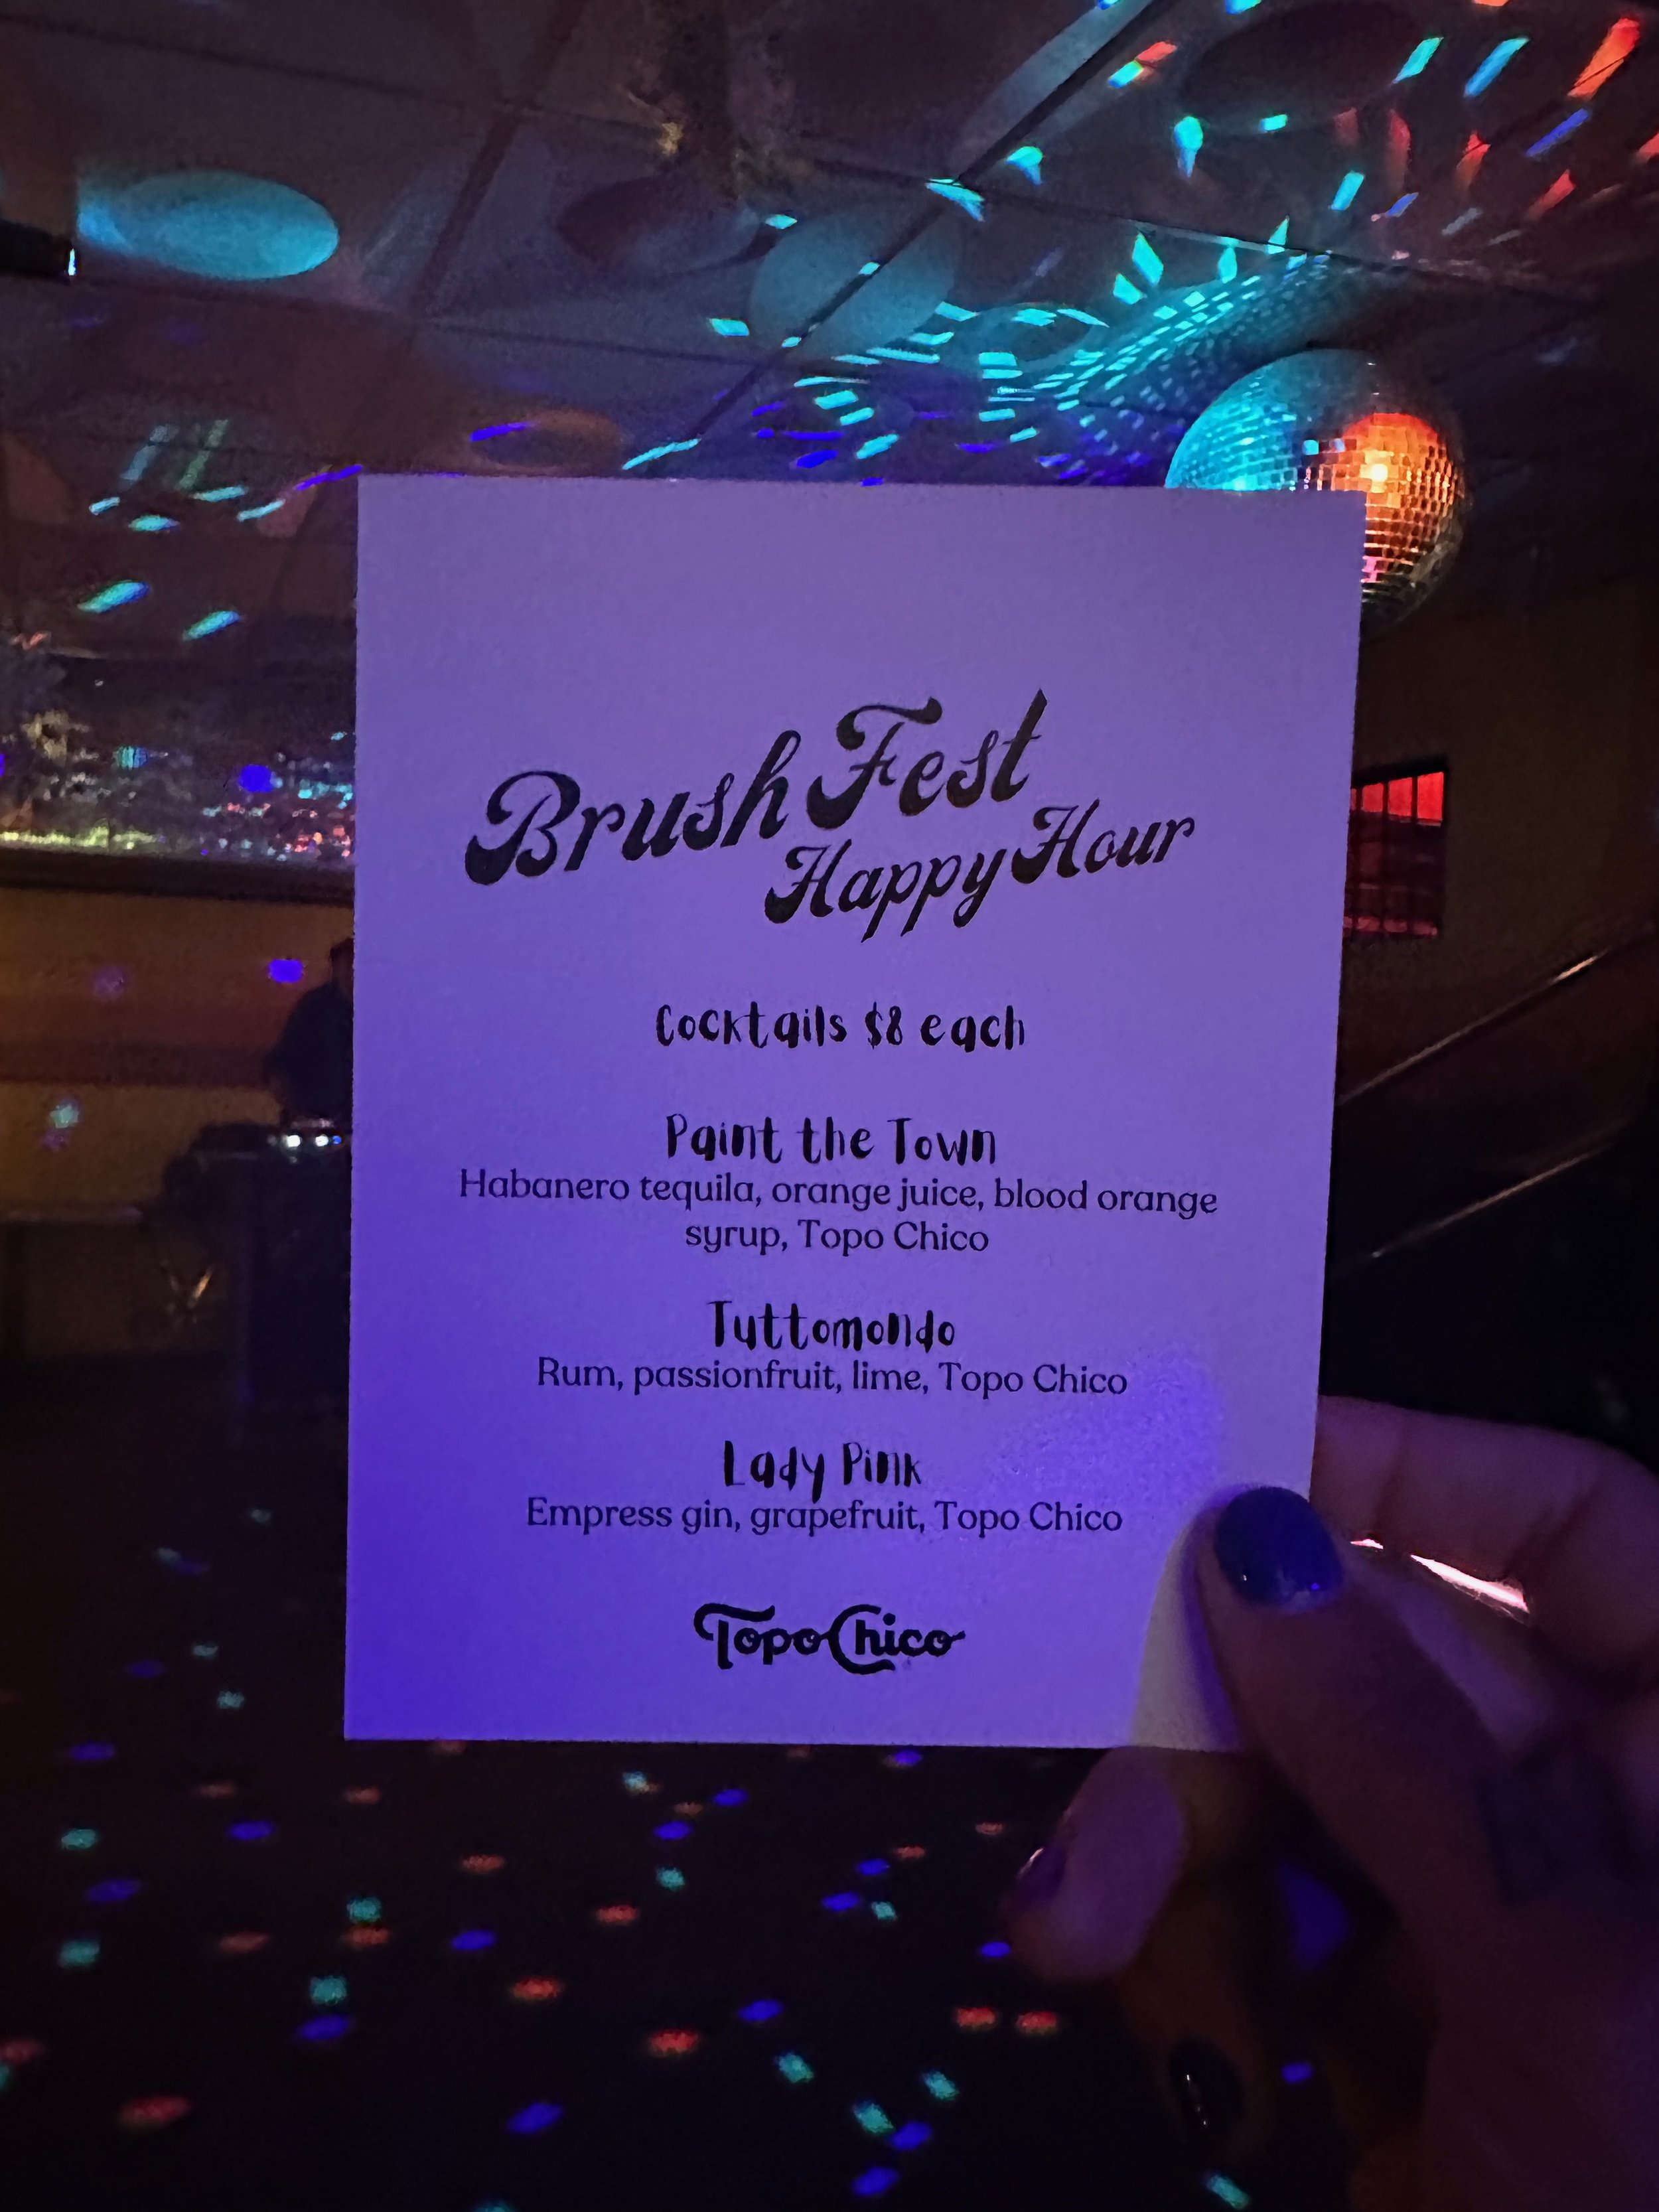 Brush Fest
Happy Hour
Cocktails $8 each
Paint the Town
Habanero tequila, orange juice, blood orange
syrup, Topo Chico
Tuttomondo
Rum, passionfruit, lime, Topo Chico
Lady Pink
Empress gin, grapefruit, Topo Chico
Topo Chico